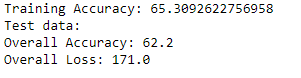 Training Accuracy: 65.3092622756958
Test data:
Overall Accuracy: 62.2
Overall Loss: 171.0